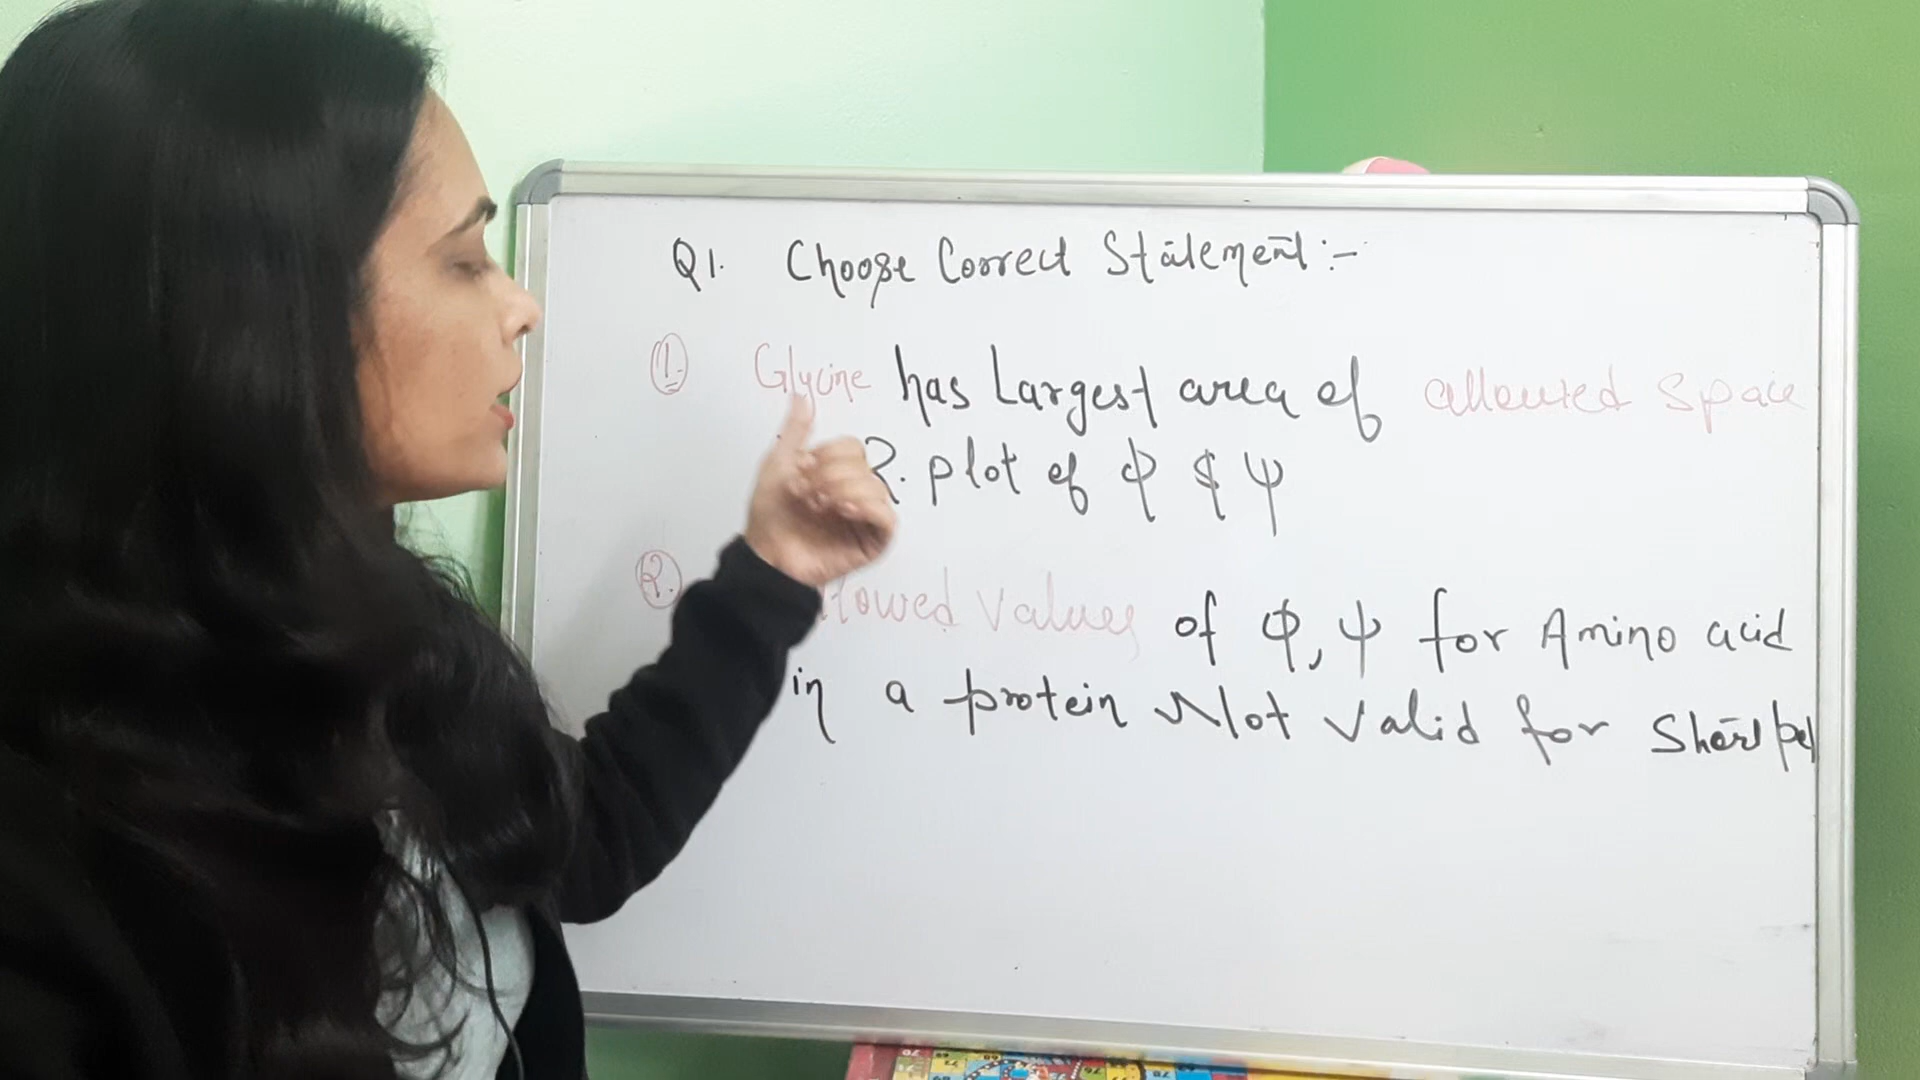 Q1. Choose Correct Statement :-
1. Glycine has Largest area of allowed space
R. plot of Φ & Ψ
2. allowed values of Φ, Ψ for Amino acid
in a protein Not Valid for Short